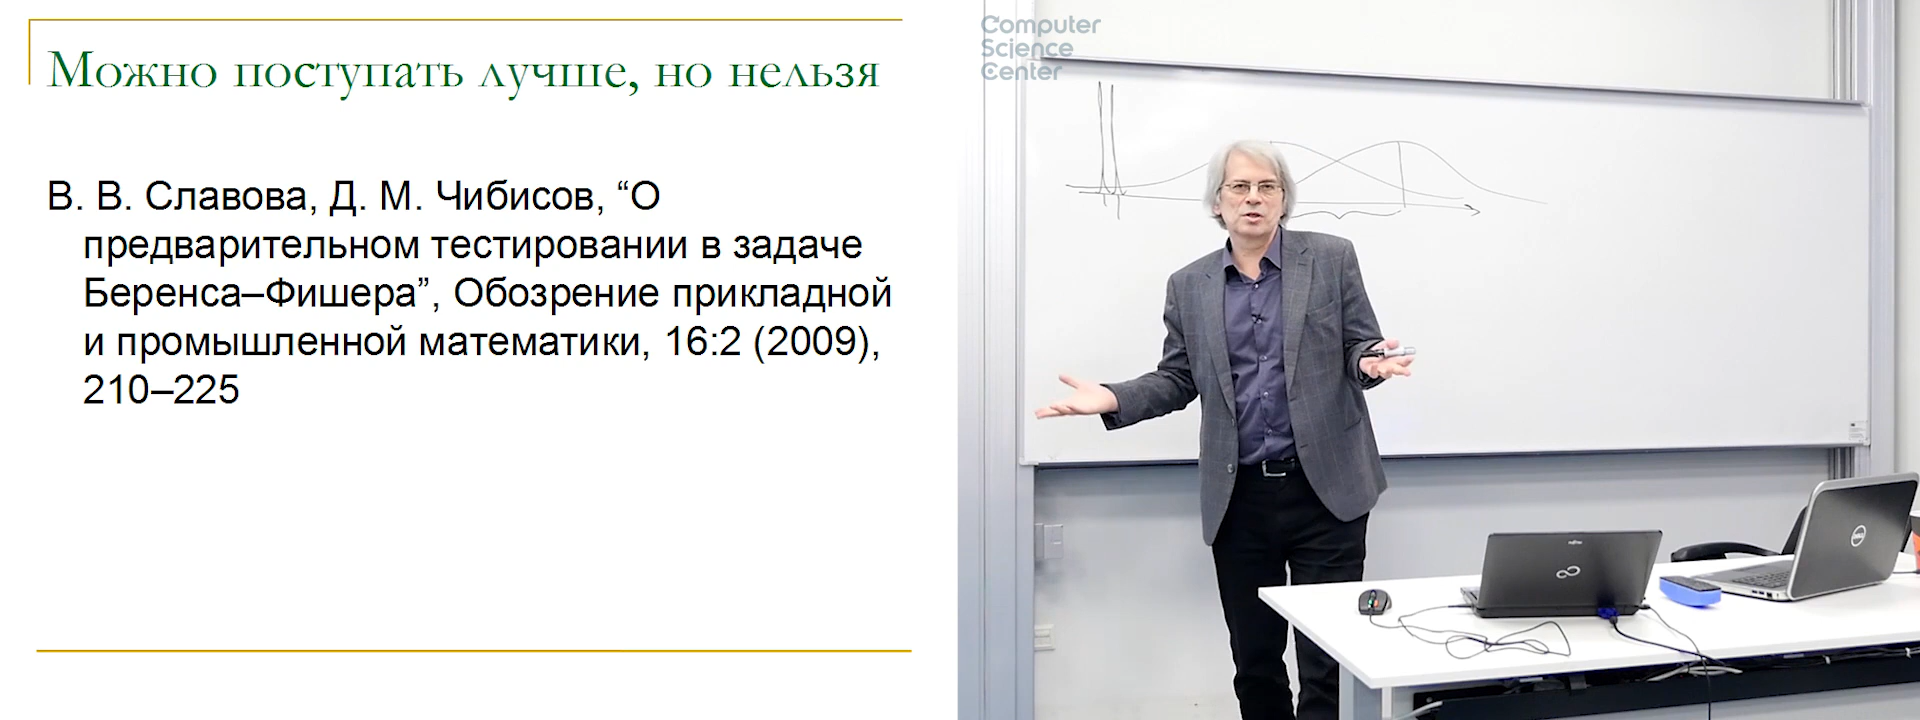 Можно поступать лучше, но нельзя
В. В. Славова, Д. М. Чибисов, “О
предварительном тестировании в задаче
Беренса–Фишера”, Обозрение прикладной
и промышленной математики, 16:2 (2009),
210–225
Computer
Science
Center
DELL